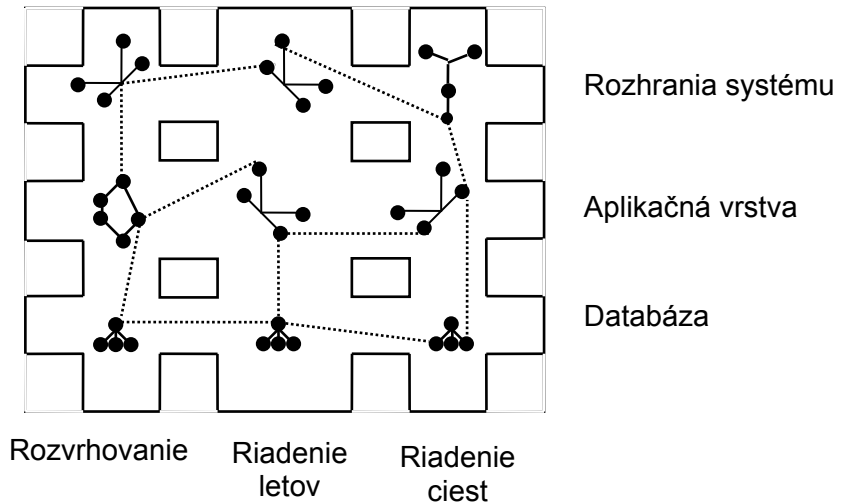 Rozhrania systému
Aplikačná vrstva
Databáza
Rozvrhovanie
Riadenie
letov
Riadenie
ciest